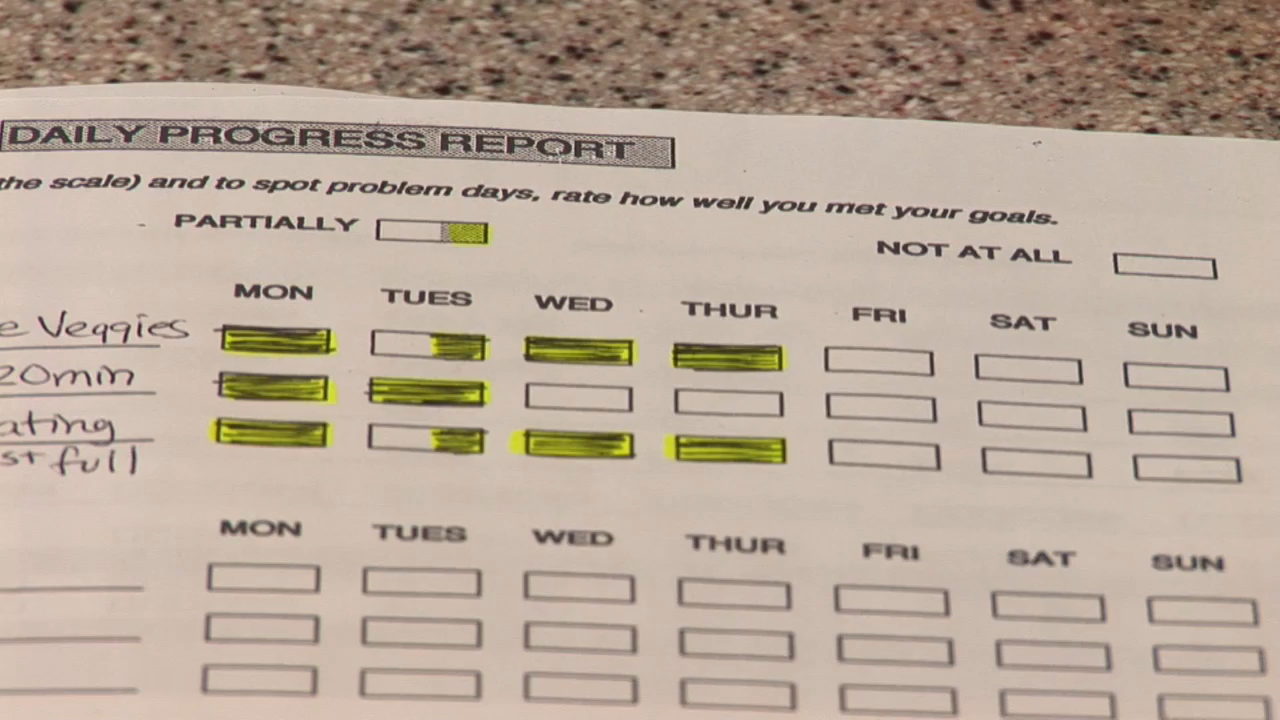 DAILY PROGRESS REPORT
the scale) and to spot problem days, rate how well you met your goals.
PARTIALLY NOT AT ALL
MON TUES WED THUR FRI SAT SUN
e Veggies
20min
ating
st full
MON TUES WED THUR FRI SAT SUN